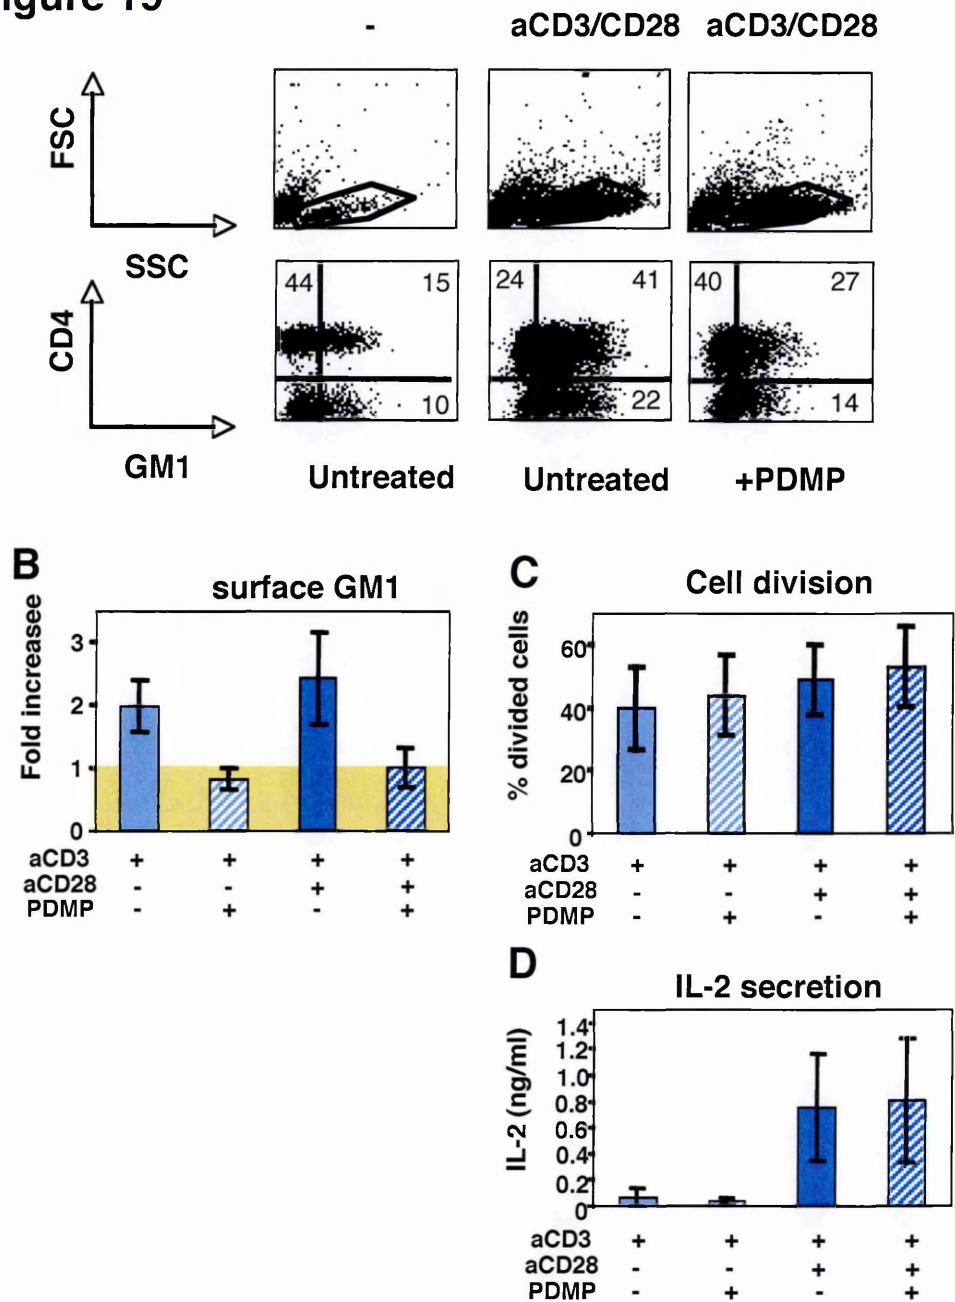 igure 19
- aCD3/CD28 aCD3/CD28
FSC
SSC
CD4
44 15 24 41 40 27
10 22 14
GM1
Untreated Untreated +PDMP
B
surface GM1
Fold increasee
3
2
1
0
aCD3 + + + +
aCD28 - - + +
PDMP - + - +
C
Cell division
% divided cells
60
40
20
0
aCD3 + + + +
aCD28 - - + +
PDMP - + - +
D
IL-2 secretion
IL-2 (ng/ml)
1.4
1.2
1.0
0.8
0.6
0.4
0.2
0
aCD3 + + + +
aCD28 - - + +
PDMP - + - +